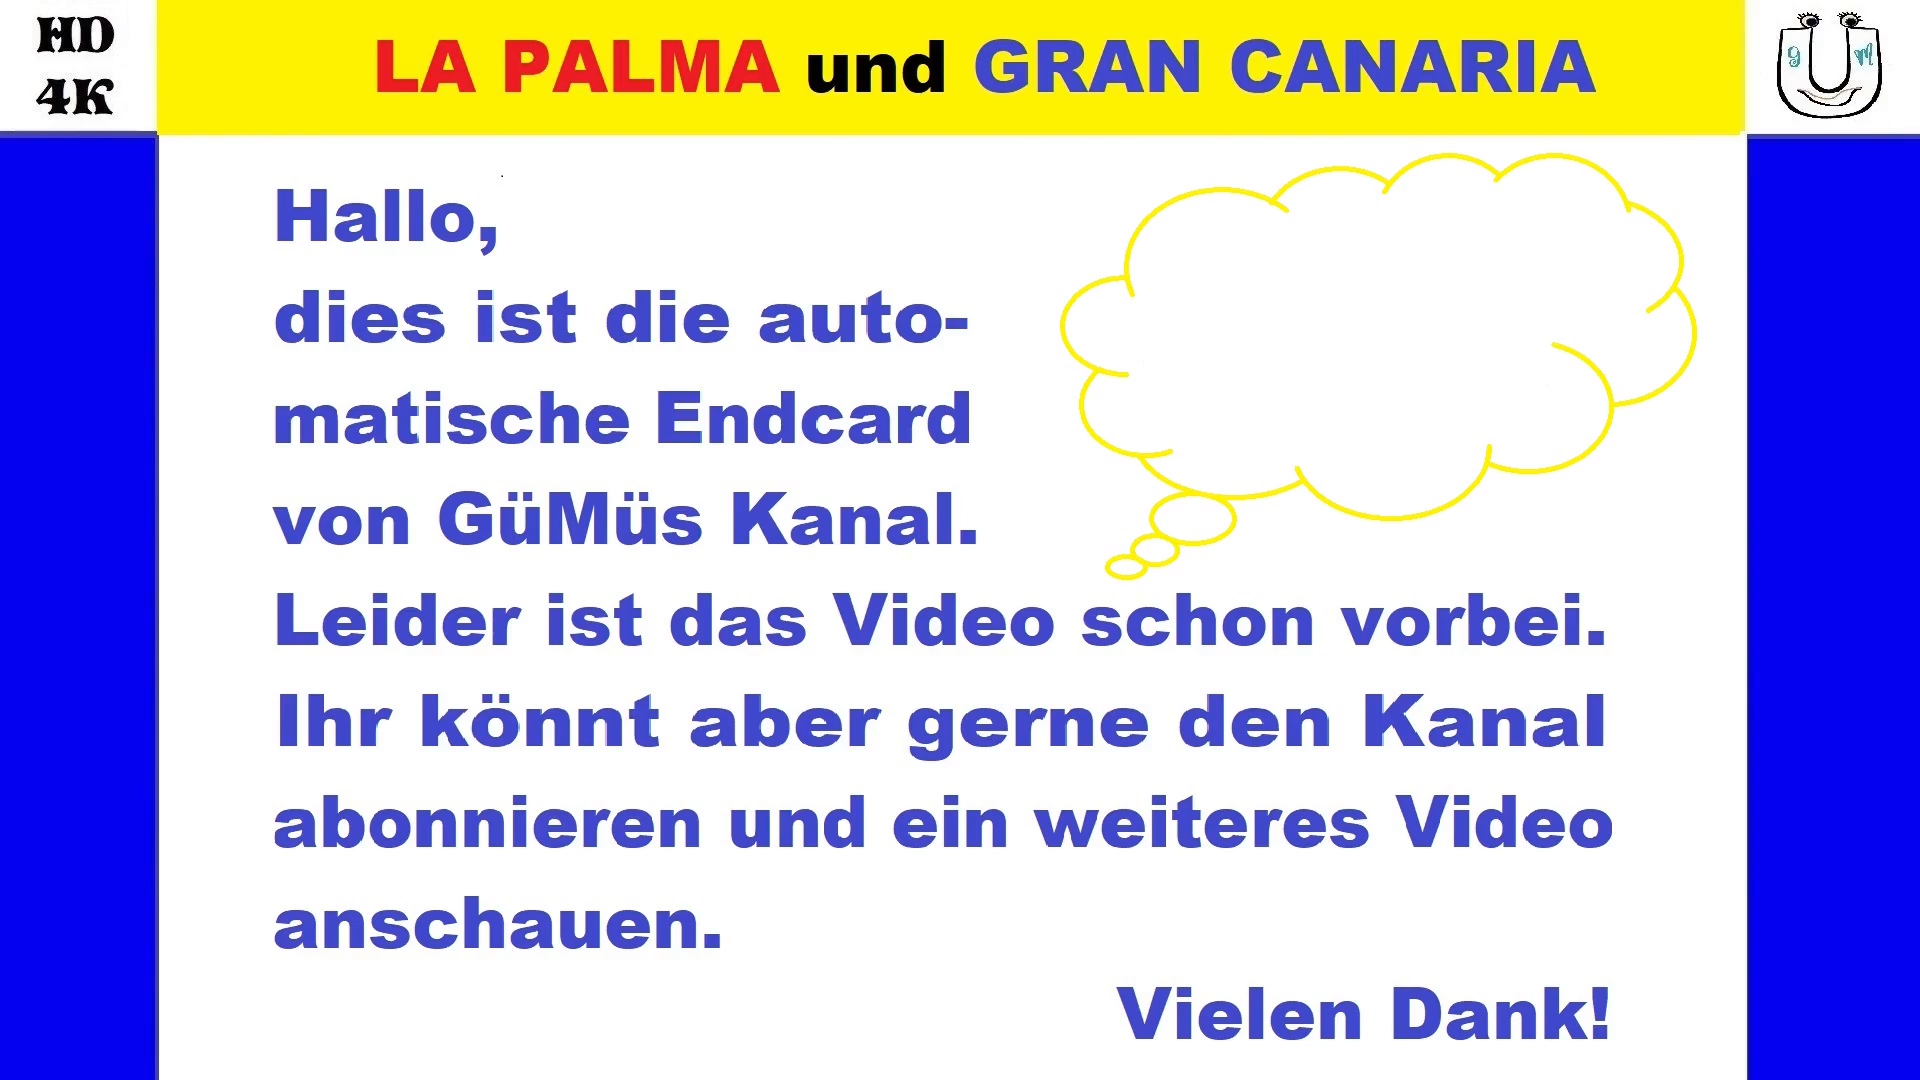 HD
4K
LA PALMA und GRAN CANARIA
g Ü M
Hallo,
dies ist die auto-
matische Endcard
von GüMüs Kanal.
Leider ist das Video schon vorbei.
Ihr könnt aber gerne den Kanal
abonnieren und ein weiteres Video
anschauen.
Vielen Dank!